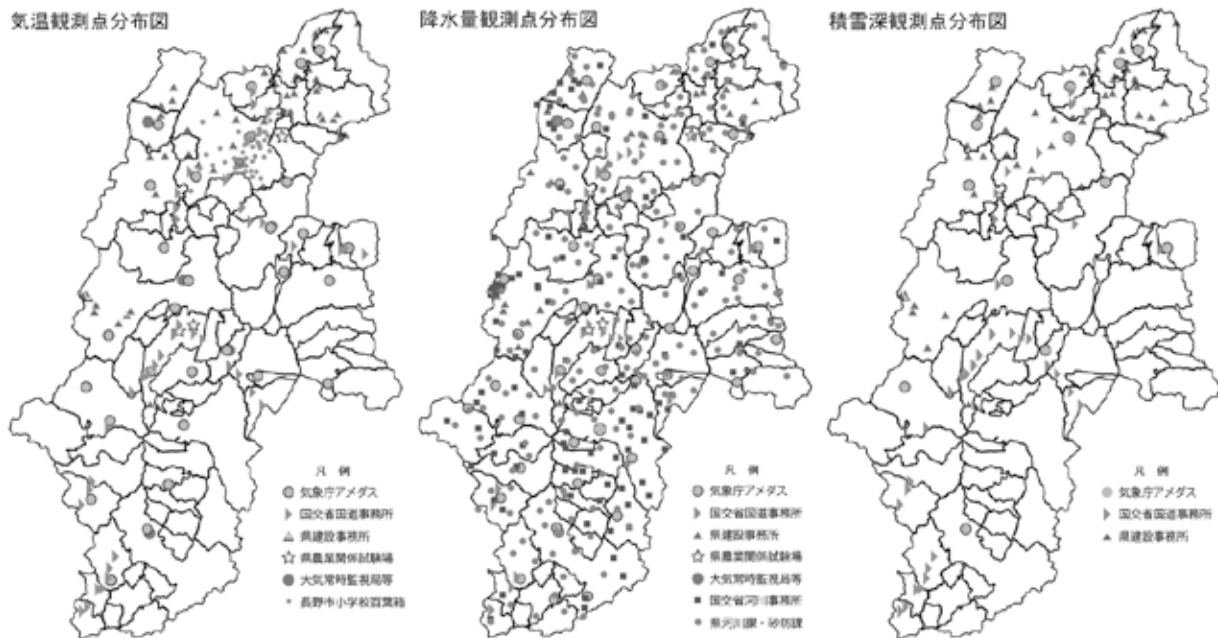 気温観測点分布図
凡 例
気象庁アメダス
国交省国道事務所
県建設事務所
県農業関係試験場
大気常時監視局等
長野市小学校百葉箱
降水量観測点分布図
凡 例
気象庁アメダス
国交省国道事務所
県建設事務所
県農業関係試験場
大気常時監視局等
国交省河川事務所
県河川課・砂防課
積雪深観測点分布図
凡 例
気象庁アメダス
国交省国道事務所
県建設事務所